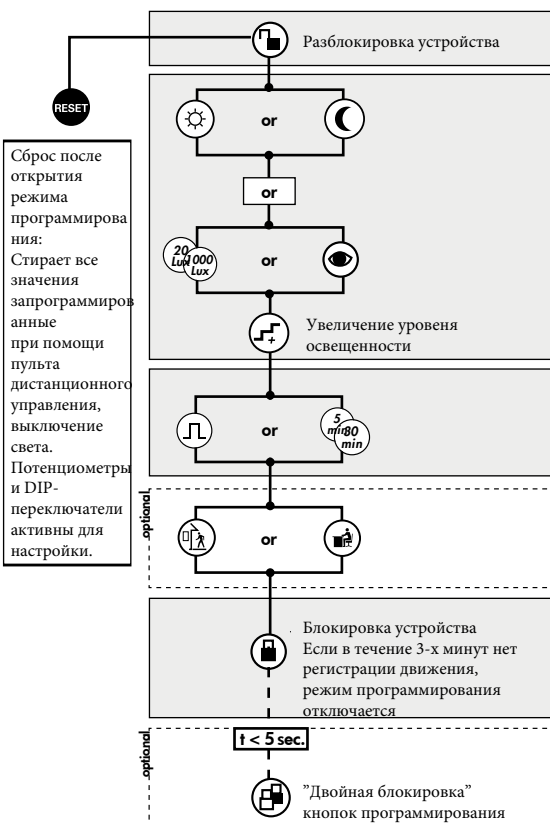 Разблокировка устройства
RESET
or
or
Сброс после
открытия
режима
программирова
ния:
Стирает все
значения
запрограммиров
анные
при помощи
пульта
дистанционного
управления,
выключение
света.
Потенциометры
и DIP-
переключатели
активны для
настройки.
20
Lux
1000
Lux
or
Увеличение уровеня
освещенности
+
or
5
min
80
min
optional
or
Блокировка устройства
Если в течение 3-х минут нет
регистрации движения,
режим программирования
отключается
optional
t < 5 sec.
"Двойная блокировка"
кнопок программирования